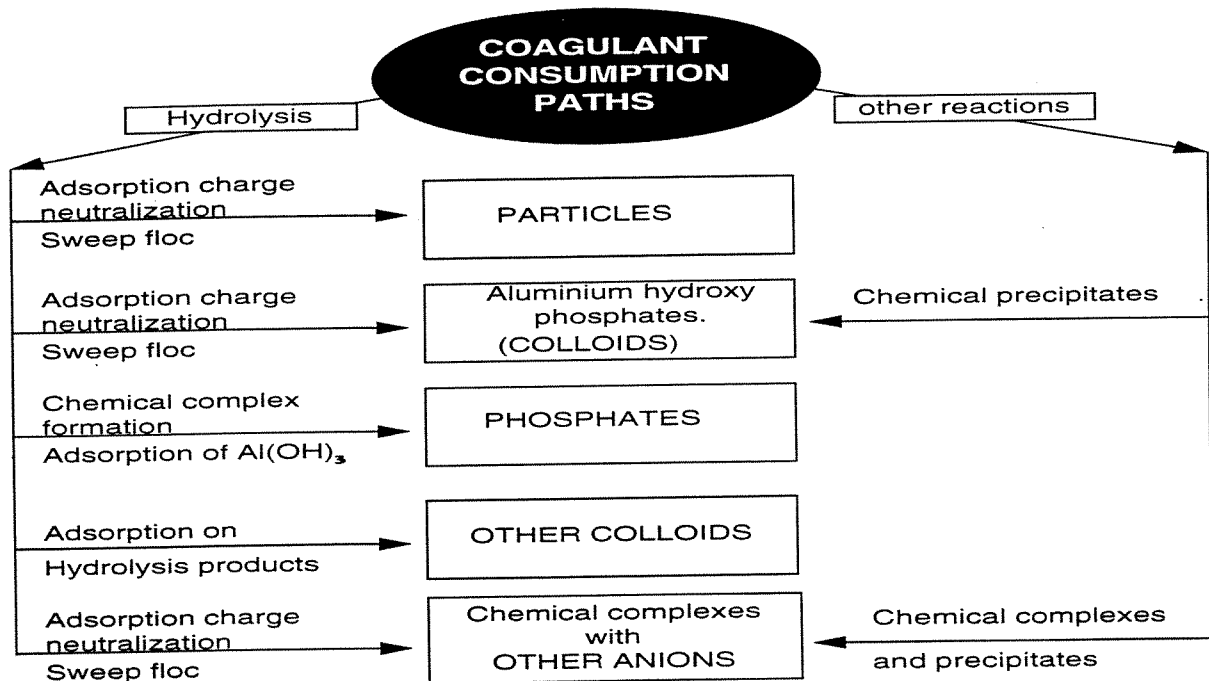 COAGULANT
CONSUMPTION
PATHS
Hydrolysis
other reactions
Adsorption charge
neutralization
Sweep floc
PARTICLES
Adsorption charge
neutralization
Sweep floc
Aluminium hydroxy
phosphates.
(COLLOIDS)
Chemical precipitates
Chemical complex
formation
Adsorption of Al(OH)₃
PHOSPHATES
Adsorption on
Hydrolysis products
OTHER COLLOIDS
Adsorption charge
neutralization
Sweep floc
Chemical complexes
with
OTHER ANIONS
Chemical complexes
and precipitates